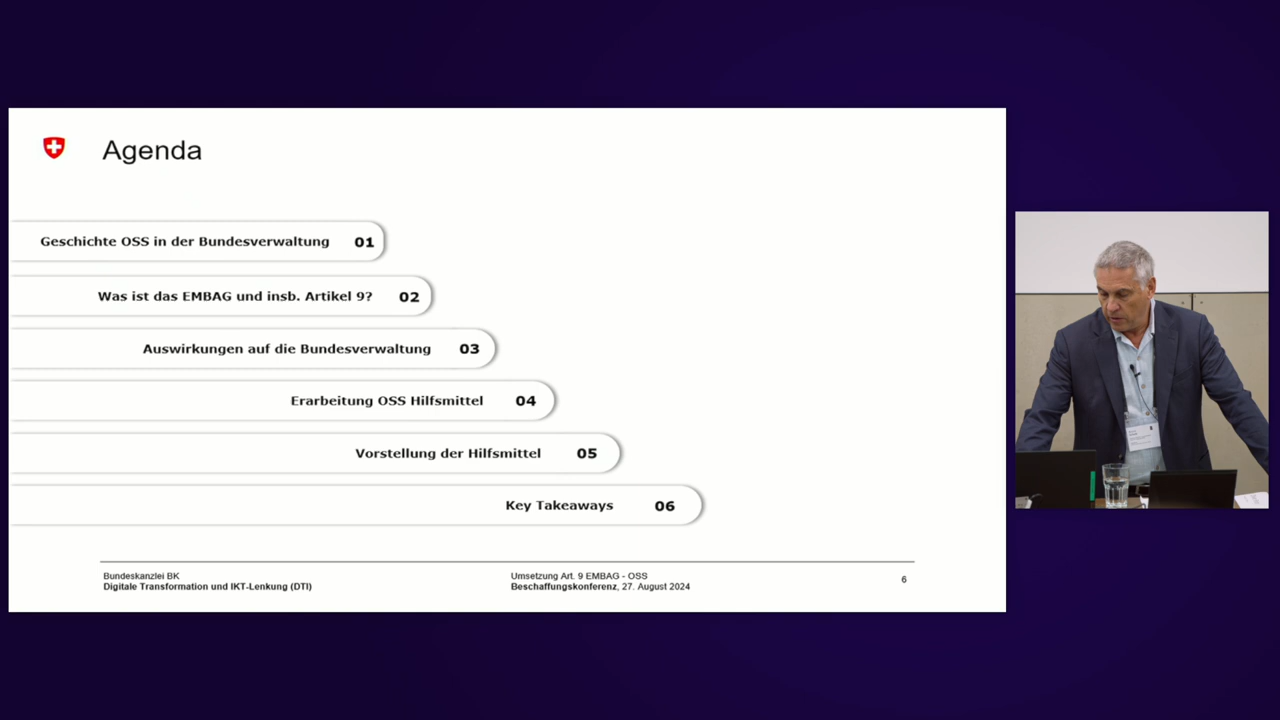 Agenda
Geschichte OSS in der Bundesverwaltung 01
Was ist das EMBAG und insb. Artikel 9? 02
Auswirkungen auf die Bundesverwaltung 03
Erarbeitung OSS Hilfsmittel 04
Vorstellung der Hilfsmittel 05
Key Takeaways 06
Bundeskanzlei BK
Digitale Transformation und IKT-Lenkung (DTI)
Umsetzung Art. 9 EMBAG - OSS
Beschaffungskonferenz, 27. August 2024
6